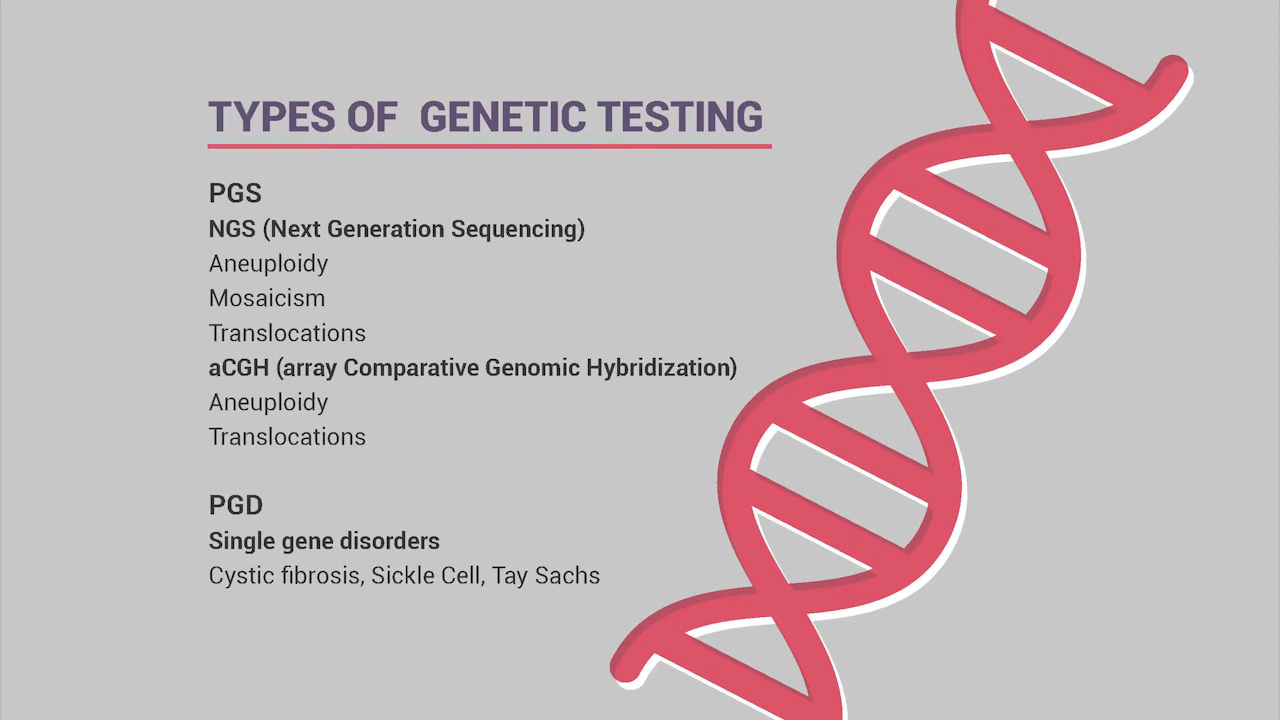 TYPES OF GENETIC TESTING
PGS
NGS (Next Generation Sequencing)
Aneuploidy
Mosaicism
Translocations
aCGH (array Comparative Genomic Hybridization)
Aneuploidy
Translocations
PGD
Single gene disorders
Cystic fibrosis, Sickle Cell, Tay Sachs